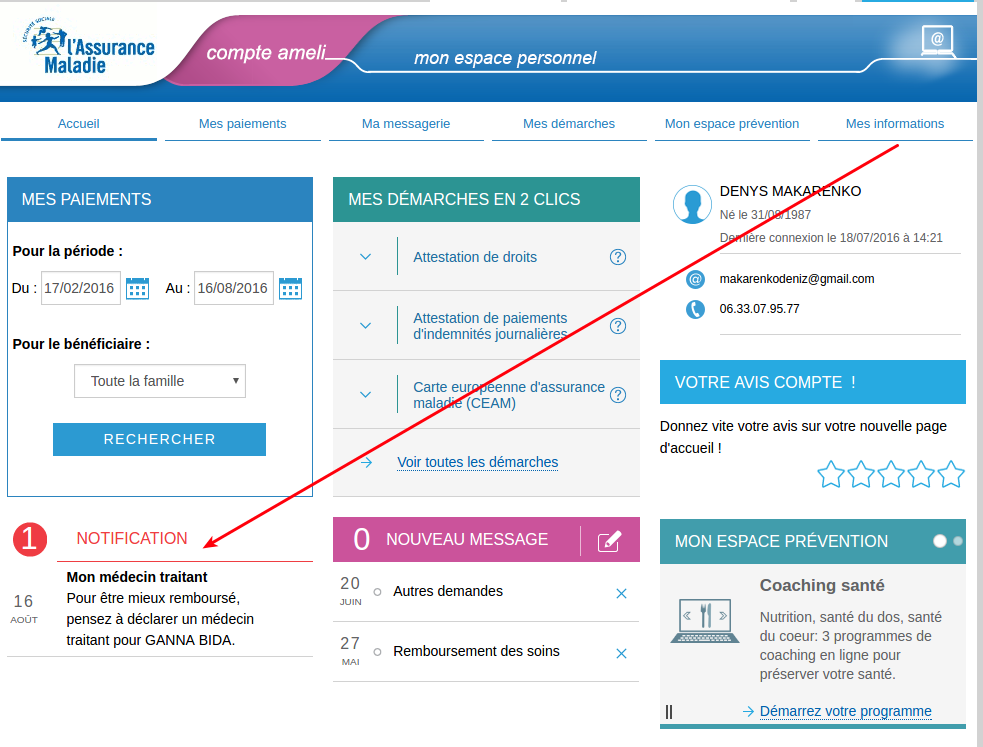 SÉCURITÉ SOCIALE
l'Assurance
Maladie
compte ameli
mon espace personnel
@
Accueil
Mes paiements
Ma messagerie
Mes démarches
Mon espace prévention
Mes informations
MES PAIEMENTS
Pour la période :
Du : 17/02/2016 Au : 16/08/2016
Pour le bénéficiaire :
Toute la famille
RECHERCHER
1 NOTIFICATION
16
AOÛT
Mon médecin traitant
Pour être mieux remboursé,
pensez à déclarer un médecin
traitant pour GANNA BIDA.
MES DÉMARCHES EN 2 CLICS
Attestation de droits ?
Attestation de paiements
d'indemnités journalières ?
Carte européenne d'assurance
maladie (CEAM) ?
Voir toutes les démarches
0 NOUVEAU MESSAGE
20
JUIN
Autres demandes
27
MAI
Remboursement des soins
DENYS MAKARENKO
Né le 31/08/1987
Dernière connexion le 18/07/2016 à 14:21
@ makarenkodeniz@gmail.com
06.33.07.95.77
VOTRE AVIS COMPTE !
Donnez vite votre avis sur votre nouvelle page
d'accueil !
MON ESPACE PRÉVENTION
Coaching santé
Nutrition, santé du dos, santé
du coeur: 3 programmes de
coaching en ligne pour
préserver votre santé.
Démarrez votre programme